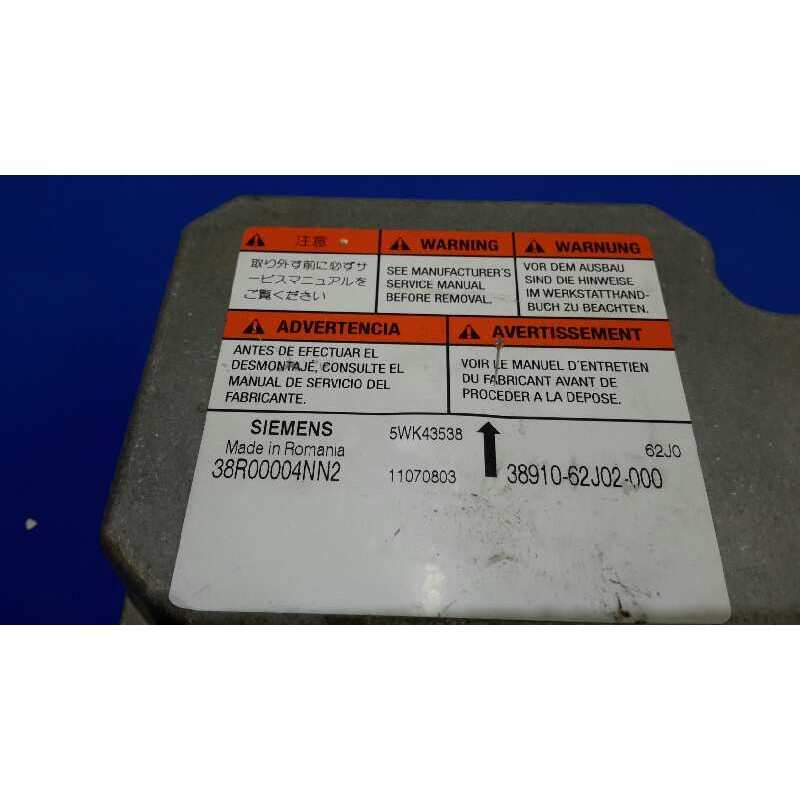 注意
取り外す前に必ずサ
ービスマニュアルを
ご覧ください
WARNING
SEE MANUFACTURER'S
SERVICE MANUAL
BEFORE REMOVAL.
WARNUNG
VOR DEM AUSBAU
SIND DIE HINWEISE
IM WERKSTATTHAND-
BUCH ZU BEACHTEN.
ADVERTENCIA
ANTES DE EFECTUAR EL
DESMONTAJE, CONSULTE EL
MANUAL DE SERVICIO DEL
FABRICANTE.
AVERTISSEMENT
VOIR LE MANUEL D'ENTRETIEN
DU FABRICANT AVANT DE
PROCEDER A LA DEPOSE.
SIEMENS
Made in Romania
38R00004NN2
5WK43538
11070803
62J0
38910-62J02-000